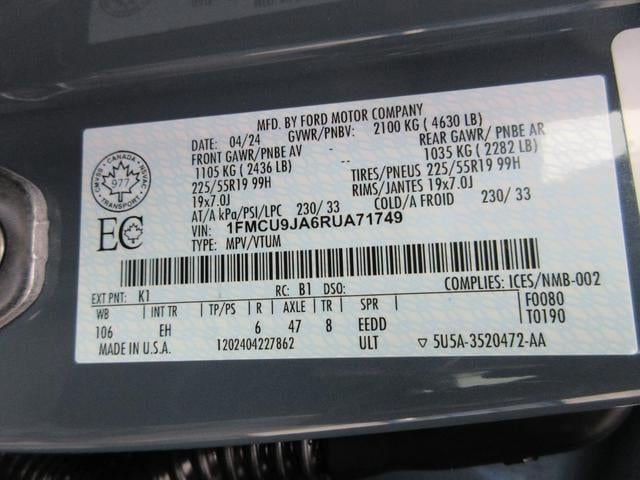 MFG. BY FORD MOTOR COMPANY
DATE: 04/24 GVWR/PNBV: 2100 KG ( 4630 LB)
FRONT GAWR/PNBE AV - REAR GAWR/ PNBE AR
1105 KG ( 2436 LB) 1035 KG ( 2282 LB)
225/55R19 99H TIRES/PNEUS 225/55R19 99H
19x7.0J RIMS/JANTES 19x7.0J
AT/A kPa/PSI/LPC 230/ 33 COLD/A FROID 230/ 33
VIN: 1FMCU9JA6RUA71749
TYPE: MPV/VTUM
CANADA
977
TRANSPORT
EC
EXT PNT: K1 RC: B1 DSO: COMPLIES: ICES/NMB-002
WB INT TR TP/PS R AXLE TR SPR F0080
106 EH 6 47 8 EEDD T0190
MADE IN U.S.A. 1202404227862 ULT ▽ 5U5A-3520472-AA